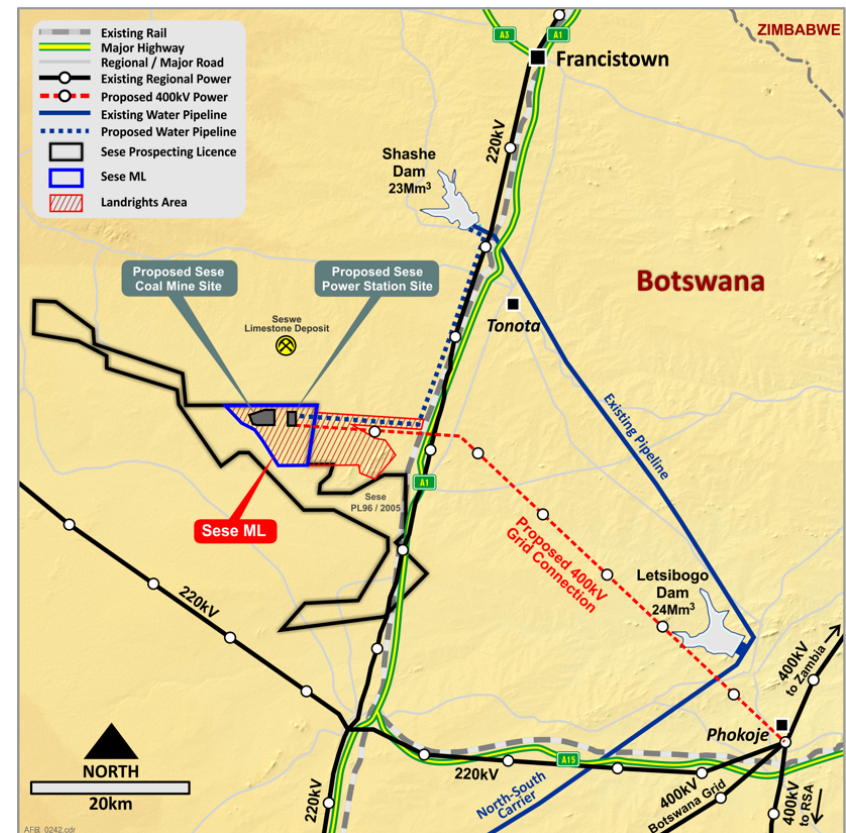 Existing Rail
Major Highway
Regional / Major Road
Existing Regional Power
Proposed 400kV Power
Existing Water Pipeline
Proposed Water Pipeline
Sese Prospecting Licence
Sese ML
Landrights Area
A3
A1
ZIMBABWE
Francistown
220kV
Shashe
Dam
23Mm³
Botswana
Proposed Sese
Coal Mine Site
Proposed Sese
Power Station Site
Seswe
Limestone Deposit
Tonota
Existing Pipeline
A1
Sese
PL96 / 2005
Sese ML
Proposed 400kV
Grid Connection
Letsibogo
Dam
24Mm³
220kV
400kV
to Zambia
Phokoje
NORTH
20km
220kV
220kV
A15
North-South
Carrier
400kV
Botswana Grid
400kV
to RSA
AFR_0242.cdr